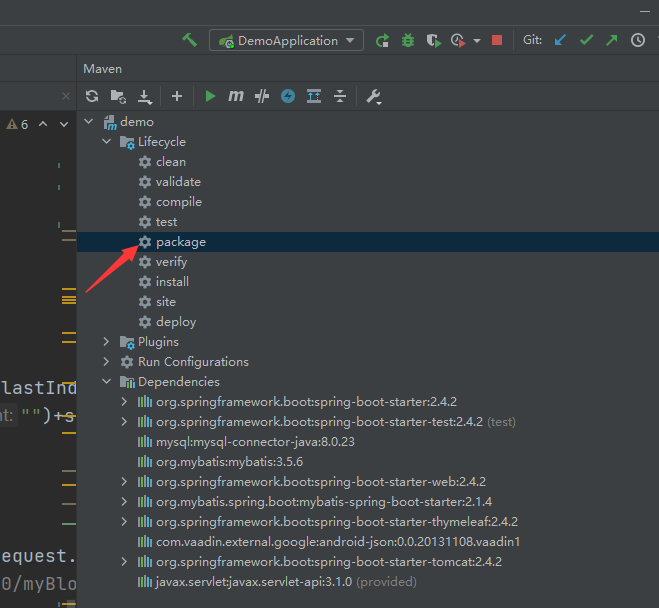 DemoApplication
Git:
Maven
m
6
demo
Lifecycle
clean
validate
compile
test
package
verify
install
site
deploy
Plugins
Run Configurations
Dependencies
org.springframework.boot:spring-boot-starter:2.4.2
lastInd
org.springframework.boot:spring-boot-starter-test:2.4.2 (test)
nt: "")+s
mysql:mysql-connector-java:8.0.23
org.mybatis:mybatis:3.5.6
org.springframework.boot:spring-boot-starter-web:2.4.2
org.mybatis.spring.boot:mybatis-spring-boot-starter:2.1.4
org.springframework.boot:spring-boot-starter-thymeleaf:2.4.2
com.vaadin.external.google:android-json:0.0.20131108.vaadin1
equest.
org.springframework.boot:spring-boot-starter-tomcat:2.4.2
0/myBlo
javax.servlet:javax.servlet-api:3.1.0 (provided)